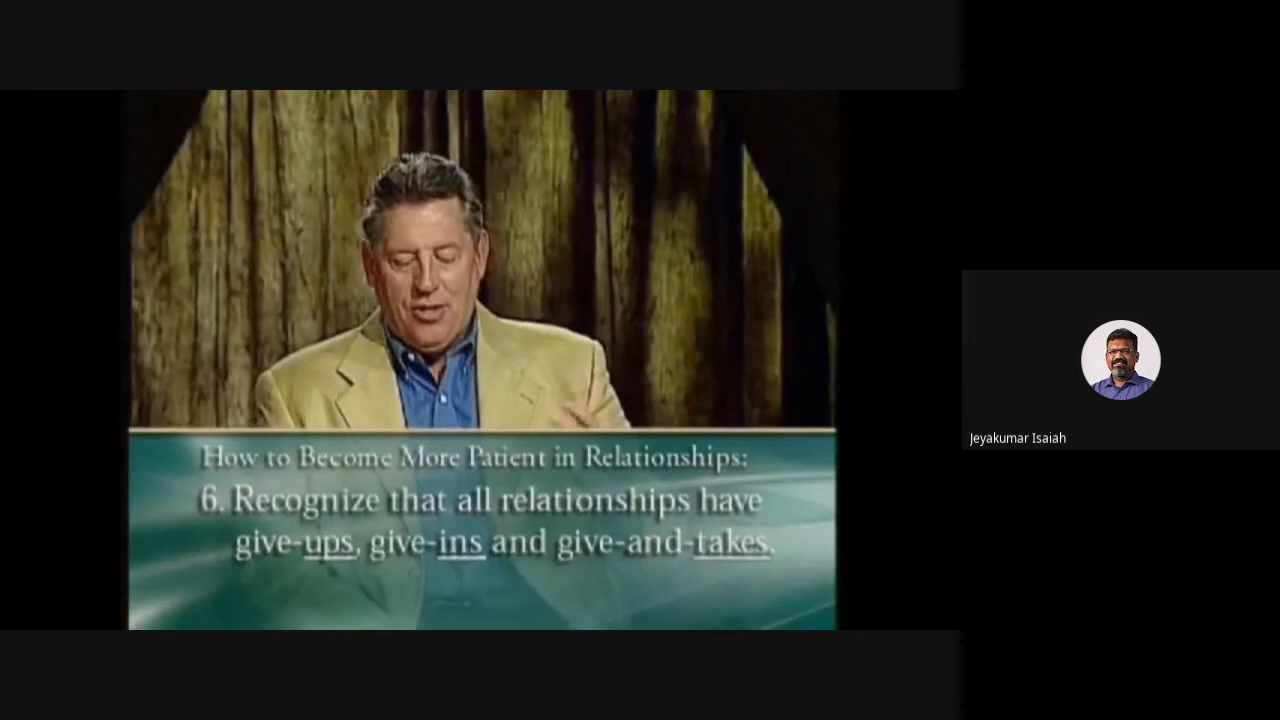 How to Become More Patient in Relationships:
6. Recognize that all relationships have
give-ups, give-ins and give-and-takes.
Jeyakumar Isaiah